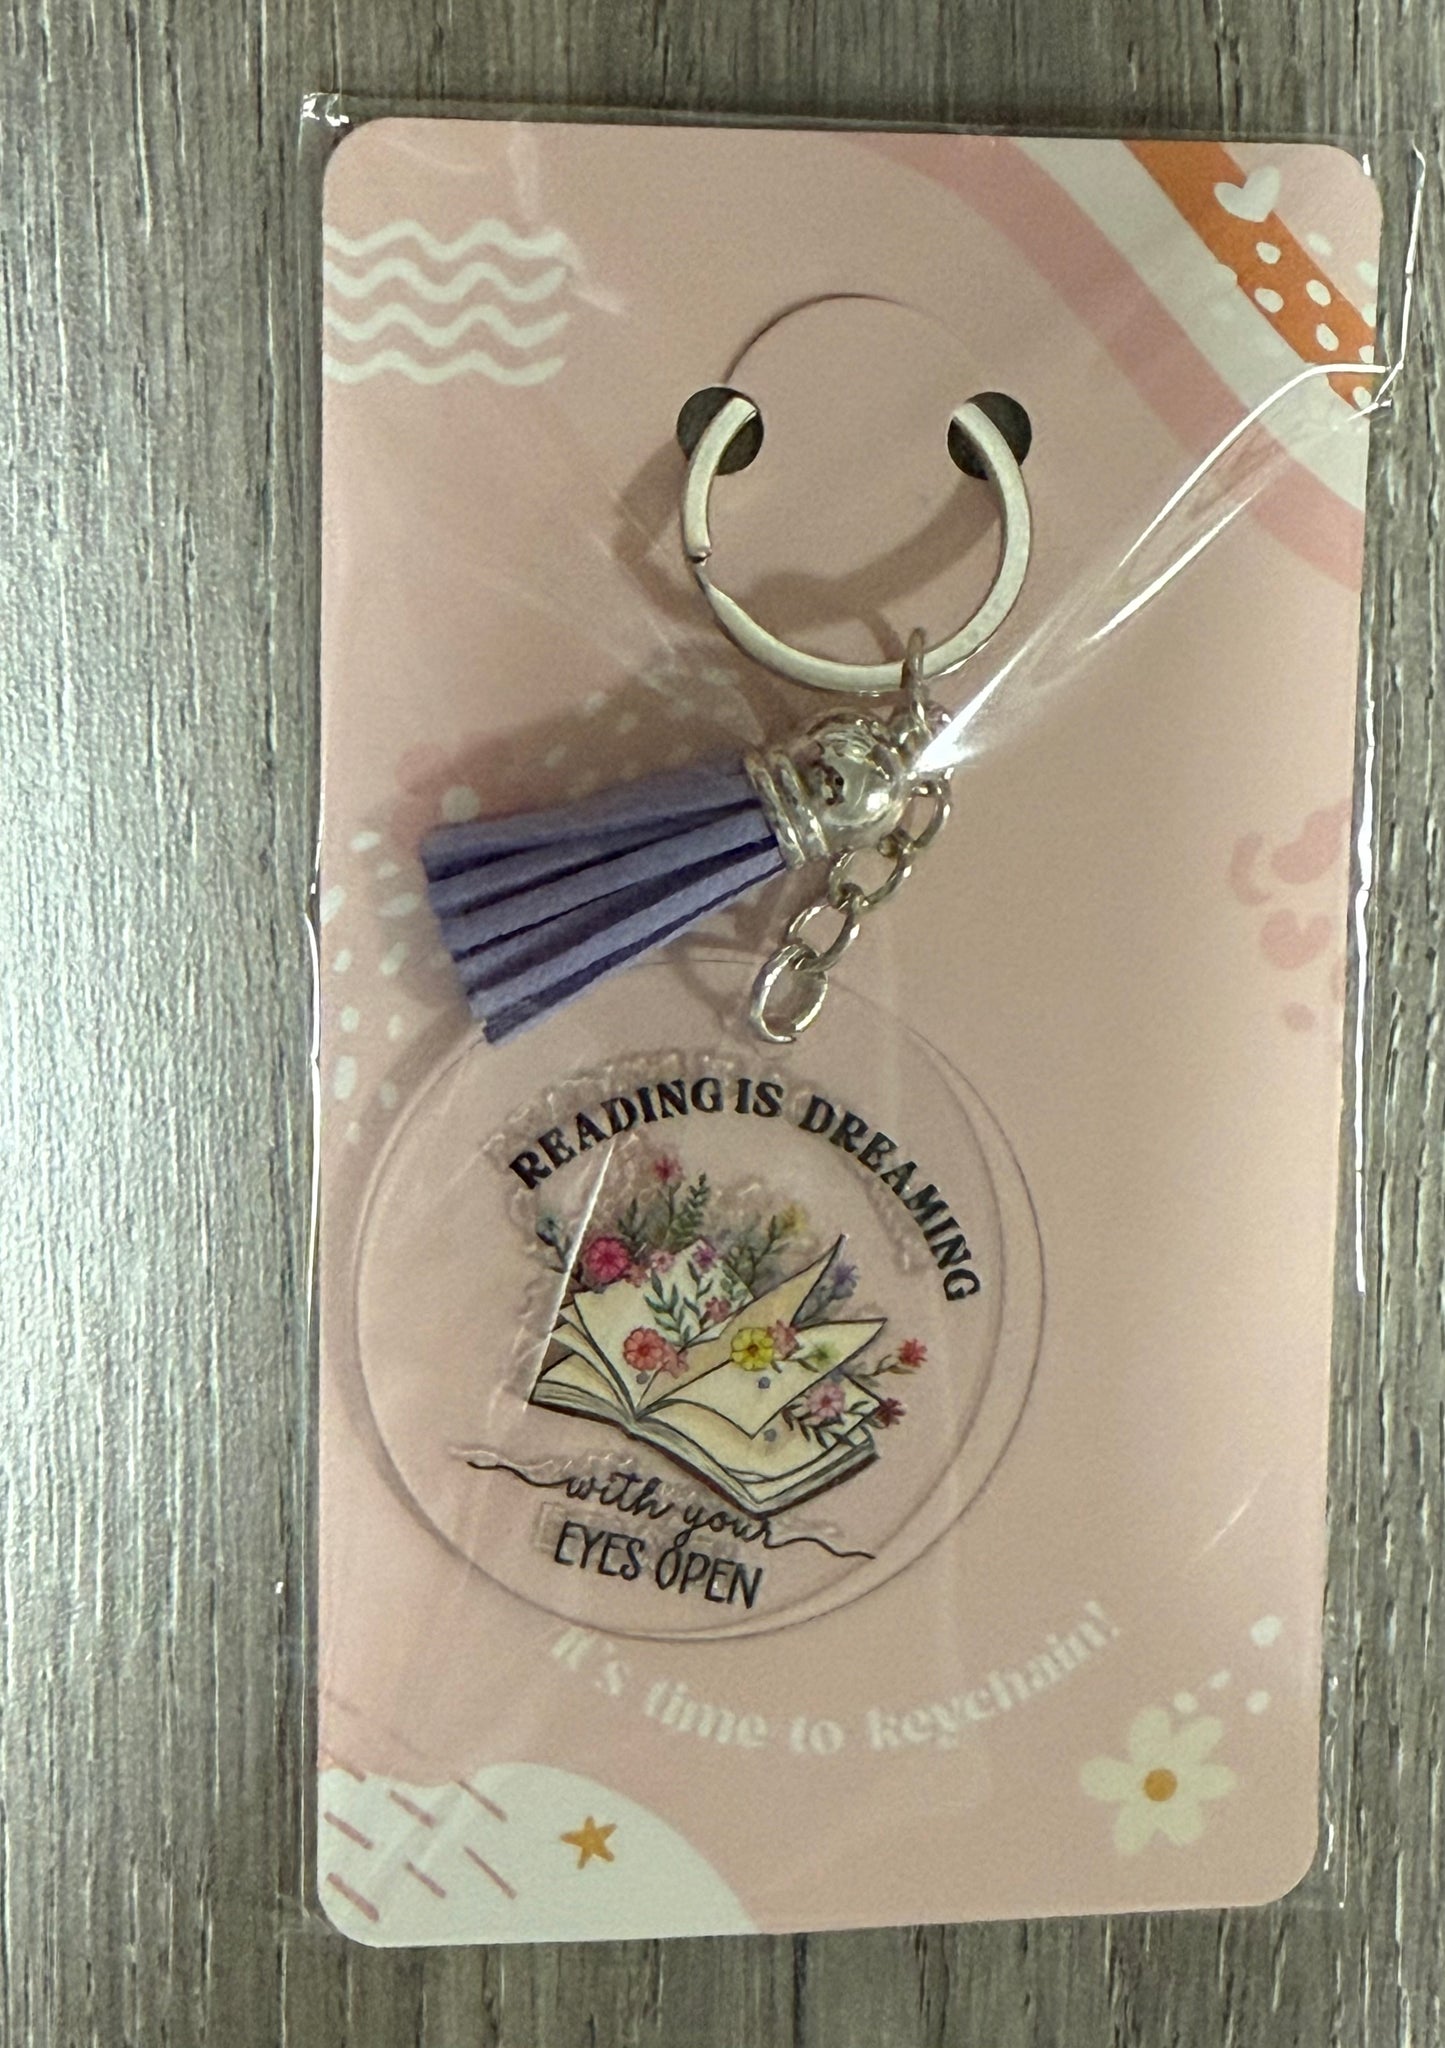 READING IS DREAMING
with your
EYES OPEN
it's time to keychain!